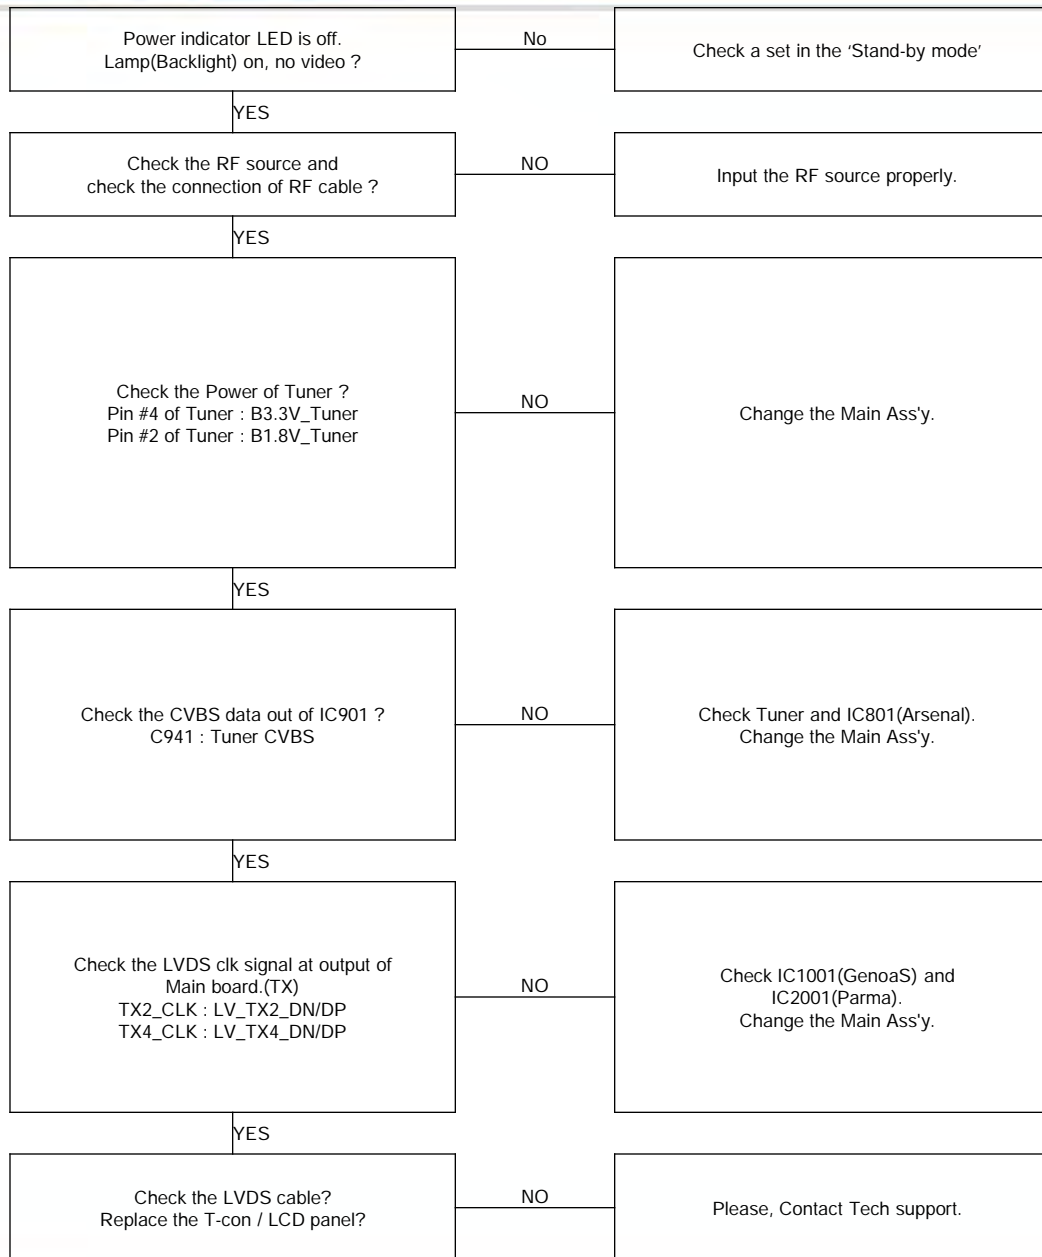 Power indicator LED is off.
Lamp(Backlight) on, no video ?
No
Check a set in the ‘Stand-by mode’
YES
Check the RF source and
check the connection of RF cable ?
NO
Input the RF source properly.
YES
Check the Power of Tuner ?
Pin #4 of Tuner : B3.3V_Tuner
Pin #2 of Tuner : B1.8V_Tuner
NO
Change the Main Ass'y.
YES
Check the CVBS data out of IC901 ?
C941 : Tuner CVBS
NO
Check Tuner and IC801(Arsenal).
Change the Main Ass'y.
YES
Check the LVDS clk signal at output of
Main board.(TX)
TX2_CLK : LV_TX2_DN/DP
TX4_CLK : LV_TX4_DN/DP
NO
Check IC1001(GenoaS) and
IC2001(Parma).
Change the Main Ass'y.
YES
Check the LVDS cable?
Replace the T-con / LCD panel?
NO
Please, Contact Tech support.